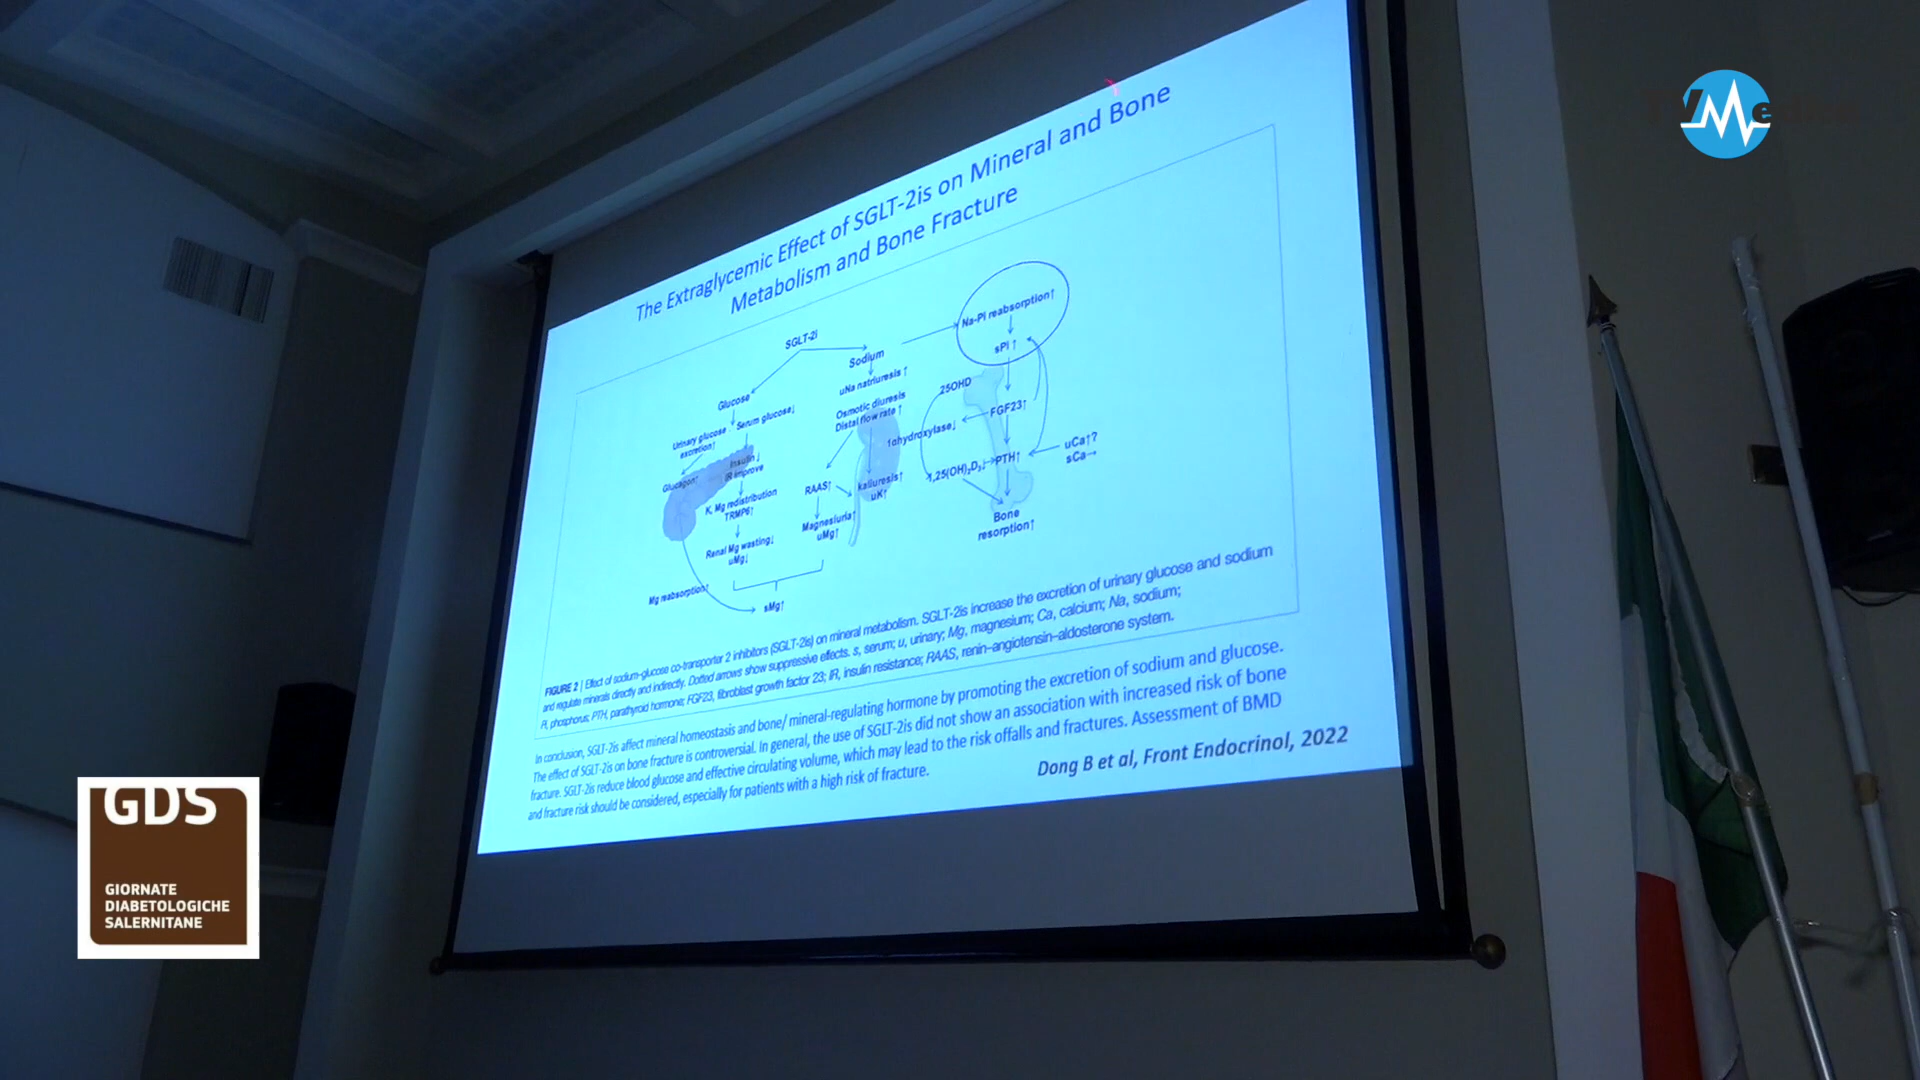 The Extraglycemic Effect of SGLT-2is on Mineral and Bone
Metabolism and Bone Fracture
SGLT-2i
Glucose
Urinary glucose
excretion↑
Serum glucose↓
Glucagon↑
Insulin↓
IR improve
K, Mg redistribution
TRMP6↑
Renal Mg wasting↓
uMg↓
Mg reabsorption↑
sMg↑
Sodium
uNa natriuresis ↑
Osmotic diuresis
Distal flow rate ↑
RAAS↑
kaliuresis↑
uK↑
Magnesiuria↑
uMg↑
Na-Pi reabsorption↑
sPi ↑
25OHD
FGF23↑
1αhydroxylase↓
1,25(OH)₂D₃↓
PTH↑
uCa↑?
sCa→
Bone
resorption↑
FIGURE 2 | Effect of sodium-glucose co-transporter 2 inhibitors (SGLT-2is) on mineral metabolism. SGLT-2is increase the excretion of urinary glucose and sodium
and regulate minerals directly and indirectly. Dotted arrows show suppressive effects. s, serum; u, urinary; Mg, magnesium; Ca, calcium; Na, sodium;
Pi, phosphorus; PTH, parathyroid hormone; FGF23, fibroblast growth factor 23; IR, insulin resistance; RAAS, renin–angiotensin–aldosterone system.
In conclusion, SGLT-2is affect mineral homeostasis and bone/ mineral-regulating hormone by promoting the excretion of sodium and glucose.
The effect of SGLT-2is on bone fracture is controversial. In general, the use of SGLT-2is did not show an association with increased risk of bone
fracture. SGLT-2is reduce blood glucose and effective circulating volume, which may lead to the risk offalls and fractures. Assessment of BMD
and fracture risk should be considered, especially for patients with a high risk of fracture.
Dong B et al, Front Endocrinol, 2022
GDS
GIORNATE
DIABETOLOGICHE
SALERNITANE